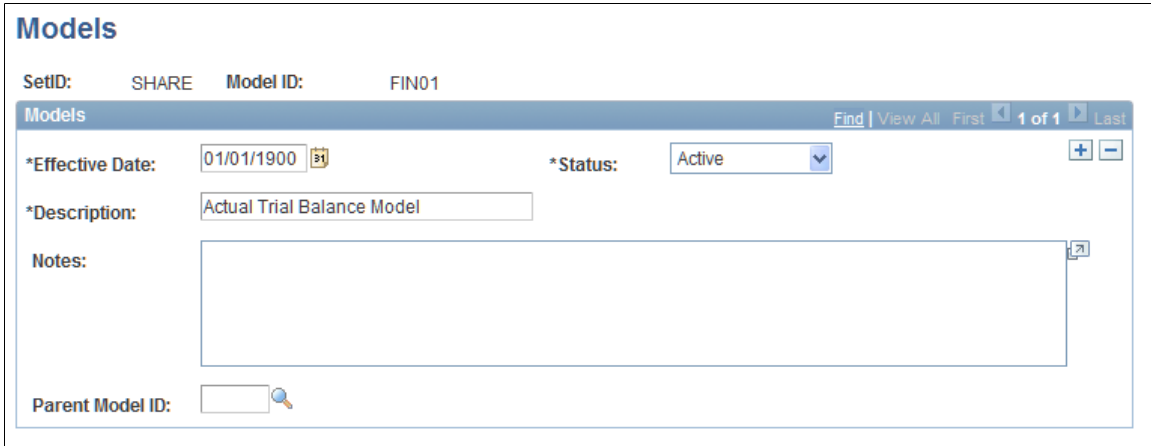 Models
SetID: SHARE Model ID: FIN01
Models Find | View All First 1 of 1 Last
*Effective Date: 01/01/1900 31 *Status: Active
*Description: Actual Trial Balance Model
Notes:
Parent Model ID: